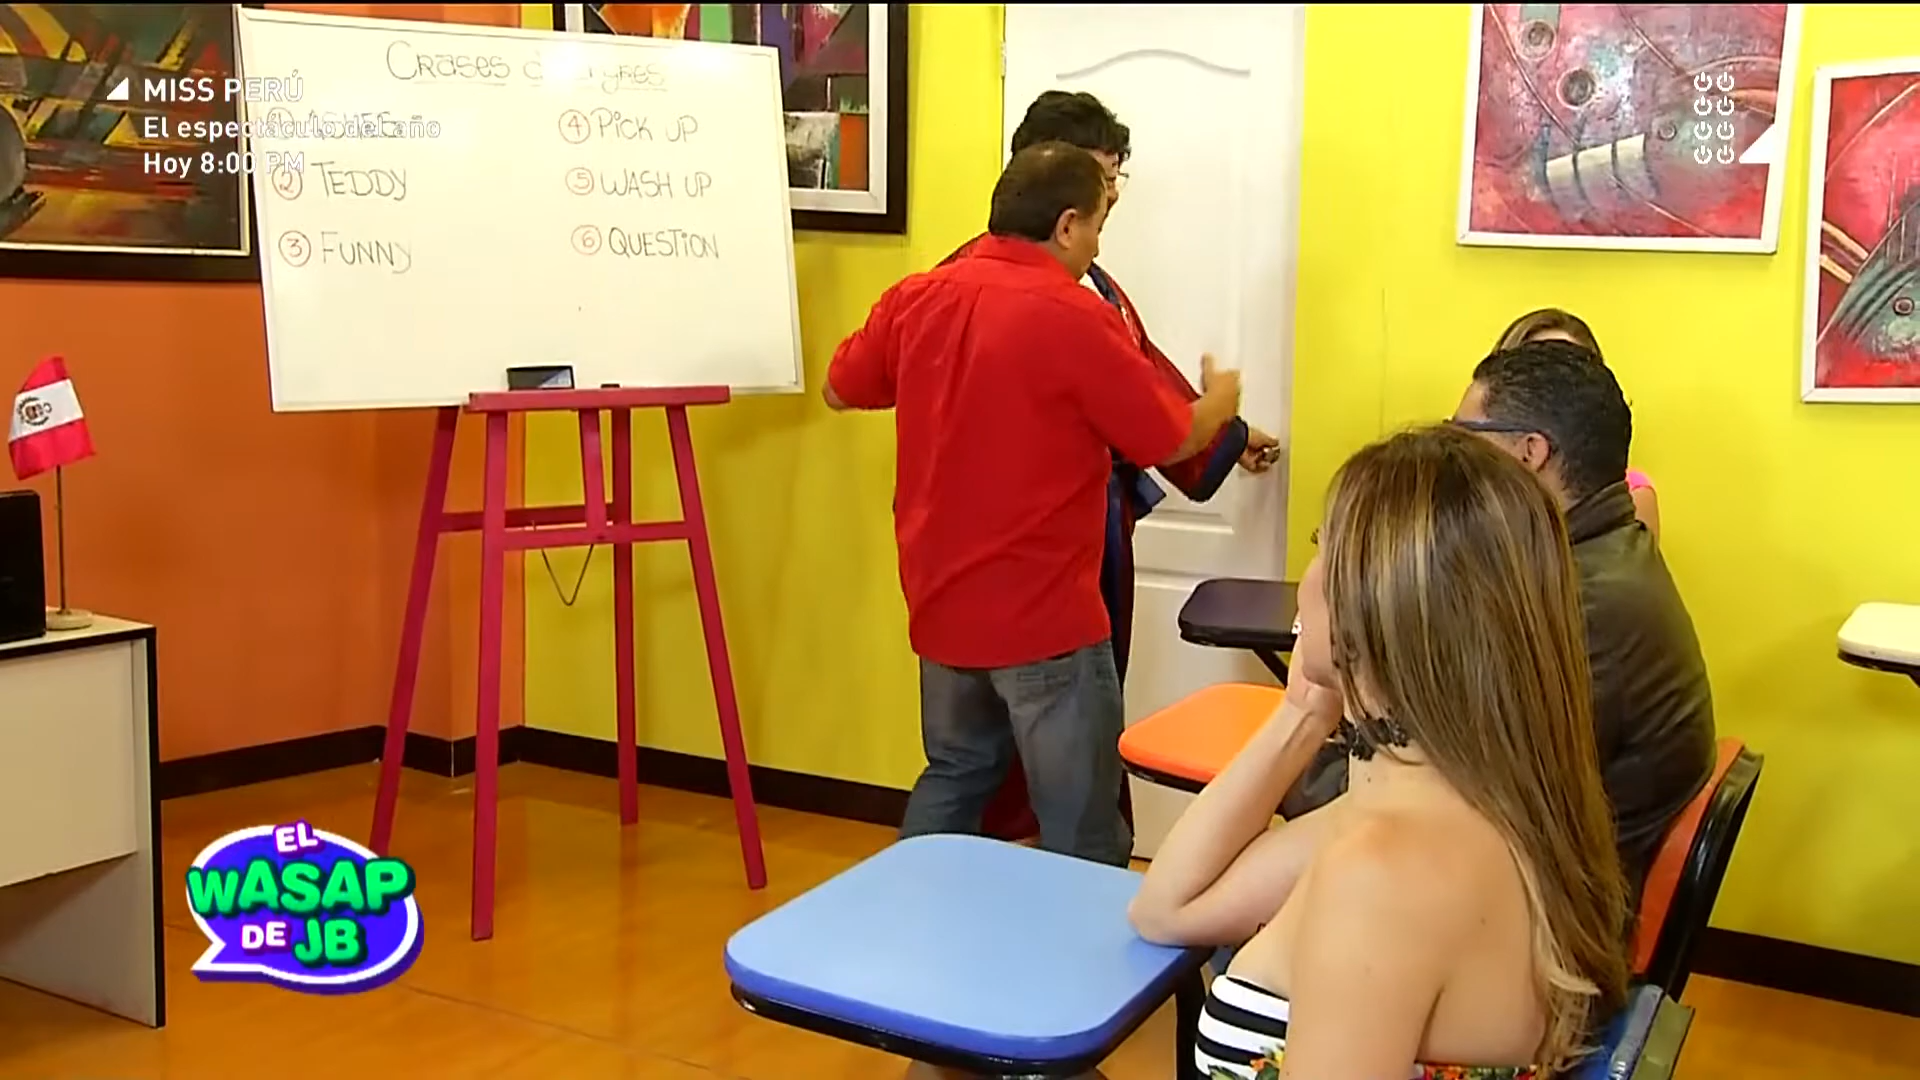 MISS PERÚ
El espectáculo del año
Hoy 8:00 PM
Crases
② TEDDY
③ FUNNY
④ PICK UP
⑤ WASH UP
⑥ QUESTION
EL
WASAP
DE JB